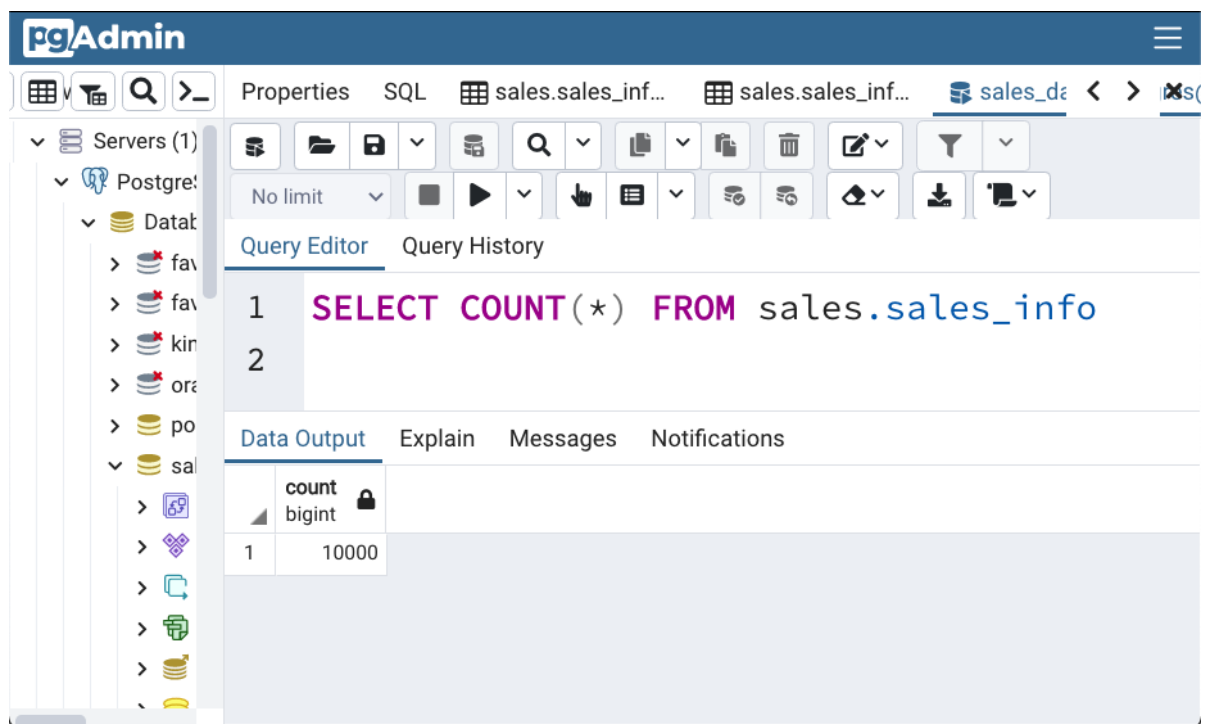 pgAdmin
Properties SQL sales.sales_inf... sales.sales_inf... sales_da
Servers (1)
No limit
Query Editor Query History
1 SELECT COUNT(*) FROM sales.sales_info
2
Data Output Explain Messages Notifications
count
bigint
1 10000